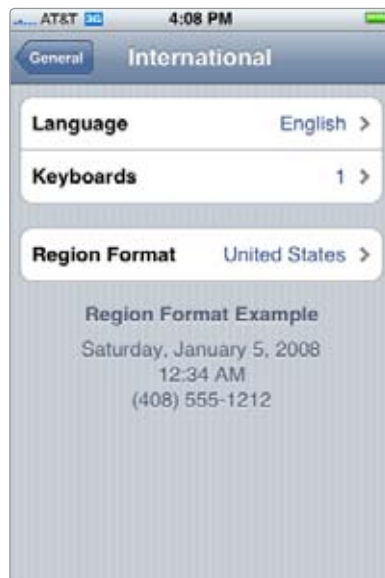 AT&T 3G 4:08 PM
General International
Language English
Keyboards 1
Region Format United States
Region Format Example
Saturday, January 5, 2008
12:34 AM
(408) 555-1212